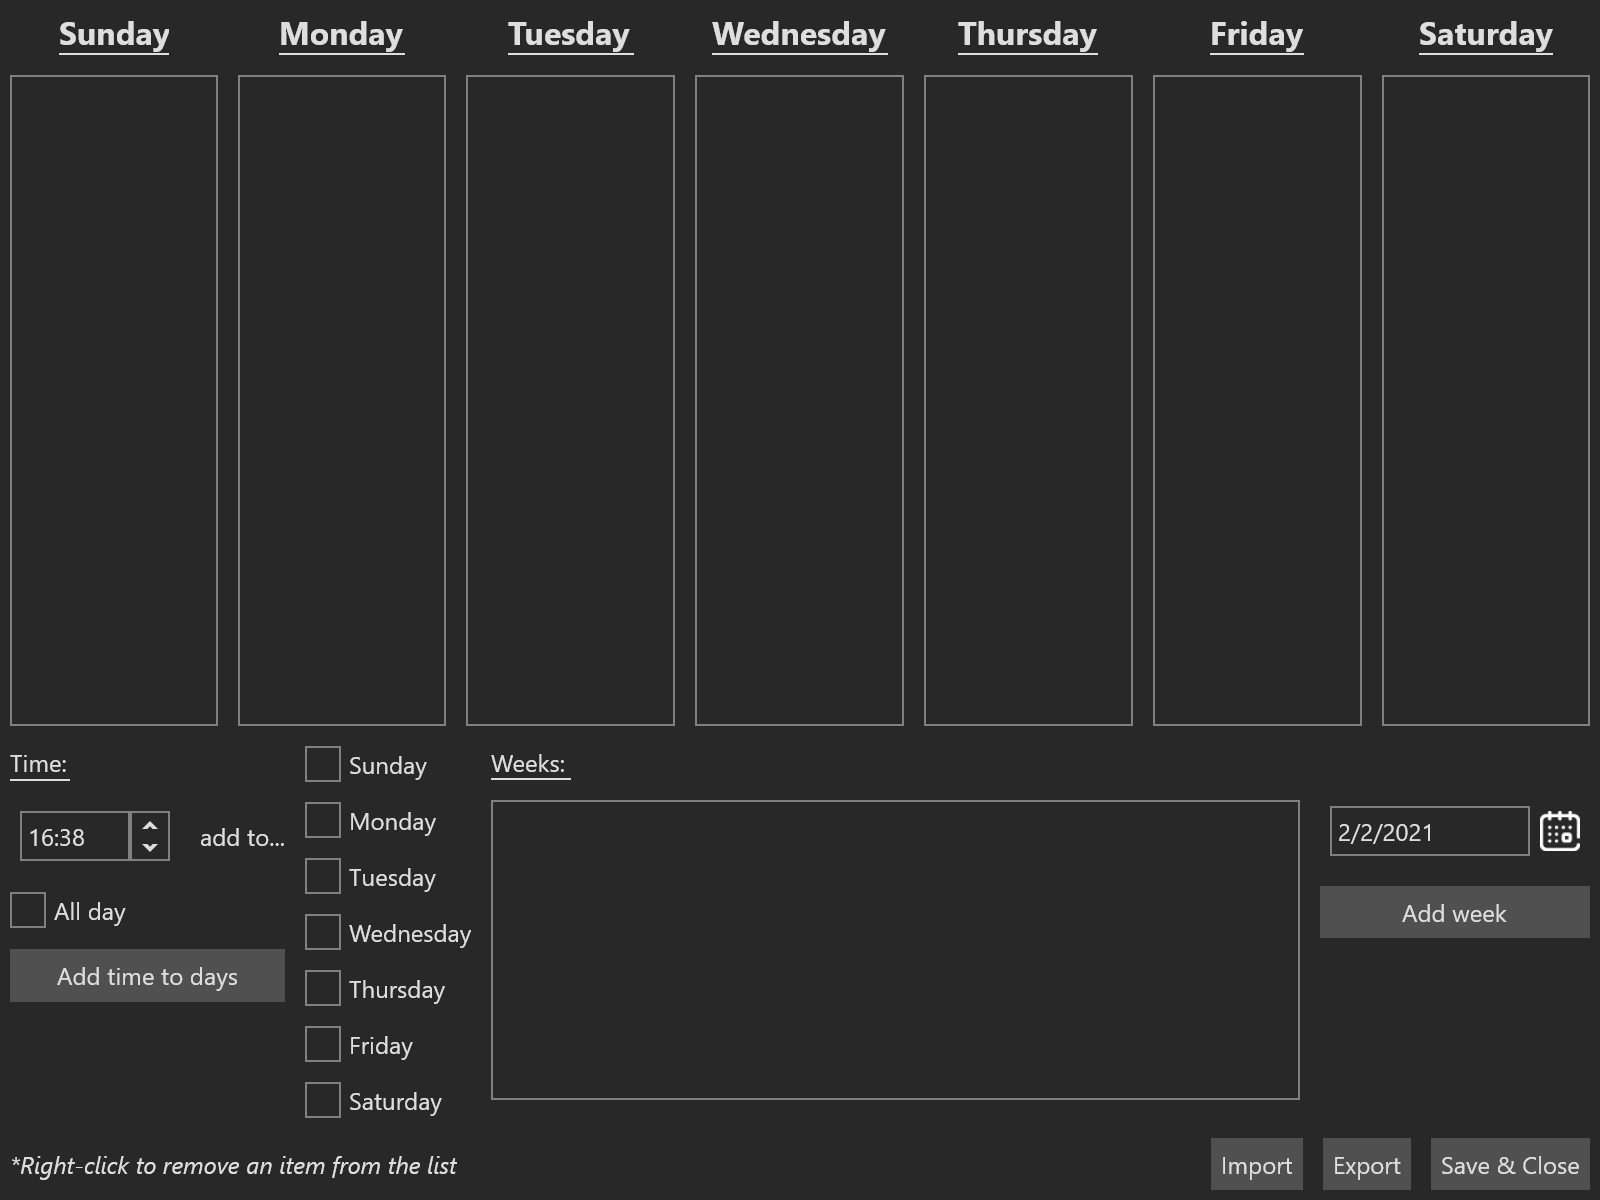 Sunday Monday Tuesday Wednesday Thursday Friday Saturday
Time:
16:38
add to...
All day
Add time to days
Sunday
Monday
Tuesday
Wednesday
Thursday
Friday
Saturday
Weeks:
2/2/2021
Add week
*Right-click to remove an item from the list
Import
Export
Save & Close